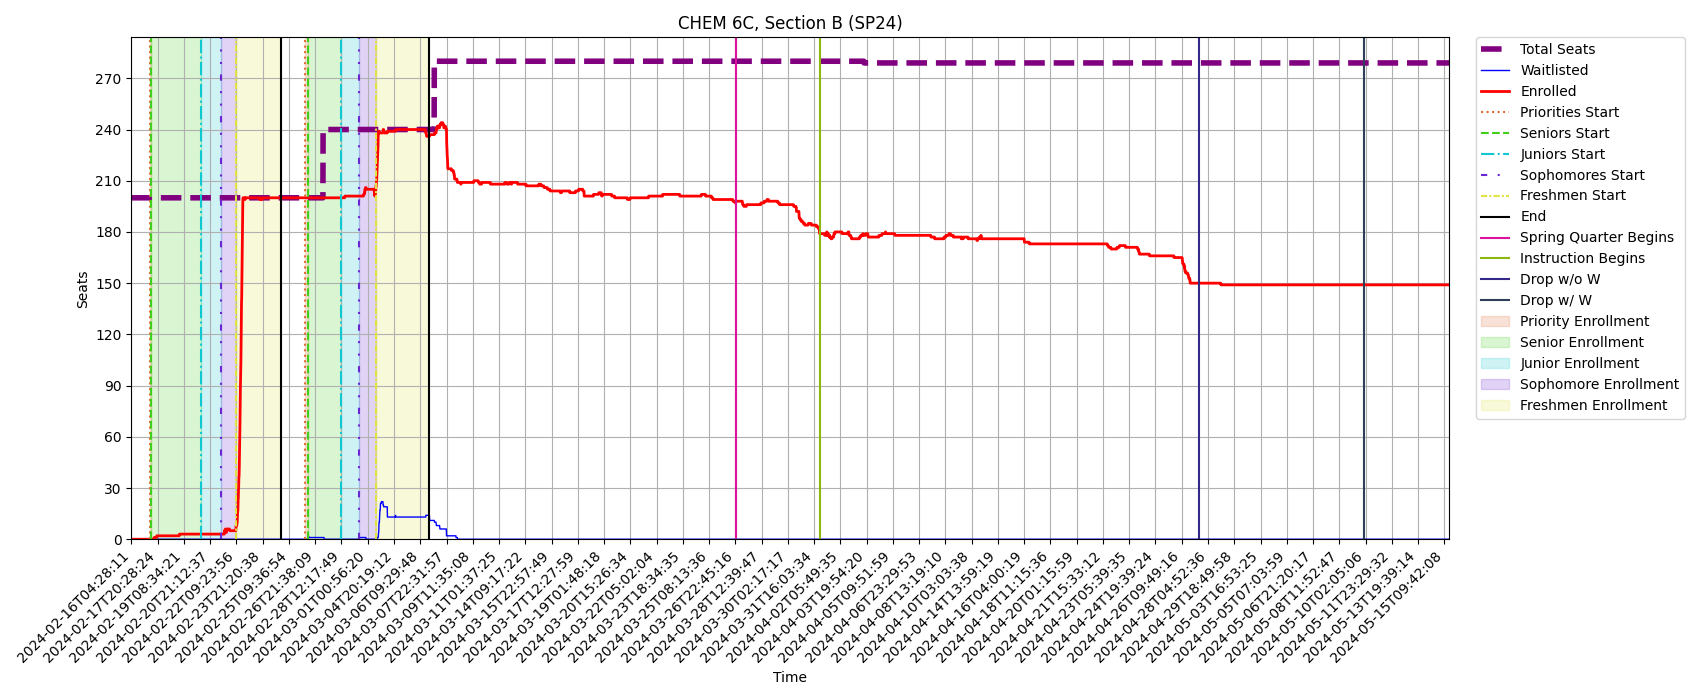 CHEM 6C, Section B (SP24)
Seats
270
240
210
180
150
120
90
60
30
0
2024-02-16T04:28:11
2024-02-17T20:28:24
2024-02-19T08:34:21
2024-02-20T21:12:37
2024-02-22T09:23:56
2024-02-23T21:20:38
2024-02-25T09:36:54
2024-02-26T21:38:09
2024-02-28T12:17:49
2024-03-01T00:56:20
2024-03-04T20:19:12
2024-03-06T09:29:48
2024-03-07T22:31:57
2024-03-11T01:35:08
2024-03-12T11:37:25
2024-03-14T09:17:22
2024-03-15T22:57:49
2024-03-17T12:27:59
2024-03-19T01:48:18
2024-03-20T15:26:34
2024-03-22T05:02:04
2024-03-23T18:34:35
2024-03-25T08:13:36
2024-03-26T22:45:16
2024-03-28T12:39:47
2024-03-30T02:17:17
2024-03-31T16:03:34
2024-04-02T05:49:35
2024-04-03T19:54:20
2024-04-05T09:51:59
2024-04-06T23:29:53
2024-04-08T13:19:10
2024-04-10T03:03:38
2024-04-14T13:59:19
2024-04-16T04:00:19
2024-04-18T11:15:36
2024-04-20T01:15:59
2024-04-21T15:33:12
2024-04-23T05:39:35
2024-04-24T19:39:24
2024-04-26T09:49:16
2024-04-28T04:52:36
2024-04-29T18:49:58
2024-05-03T16:53:25
2024-05-05T07:03:59
2024-05-06T21:20:17
2024-05-08T11:52:47
2024-05-10T02:05:06
2024-05-11T23:29:32
2024-05-13T19:39:14
2024-05-15T09:42:08
Time
Total Seats
Waitlisted
Enrolled
Priorities Start
Seniors Start
Juniors Start
Sophomores Start
Freshmen Start
End
Spring Quarter Begins
Instruction Begins
Drop w/o W
Drop w/ W
Priority Enrollment
Senior Enrollment
Junior Enrollment
Sophomore Enrollment
Freshmen Enrollment